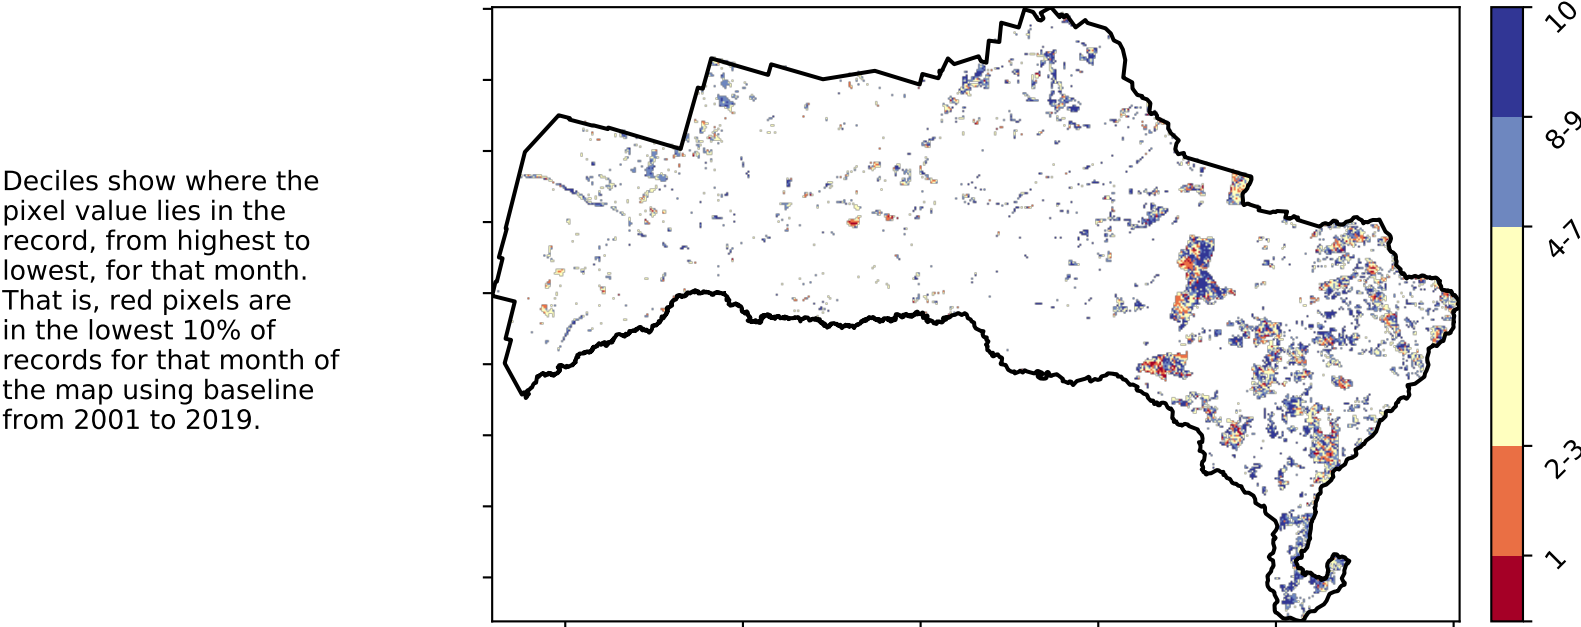 Deciles show where the
pixel value lies in the
record, from highest to
lowest, for that month.
That is, red pixels are
in the lowest 10% of
records for that month of
the map using baseline
from 2001 to 2019.
10
8-9
4-7
2-3
1